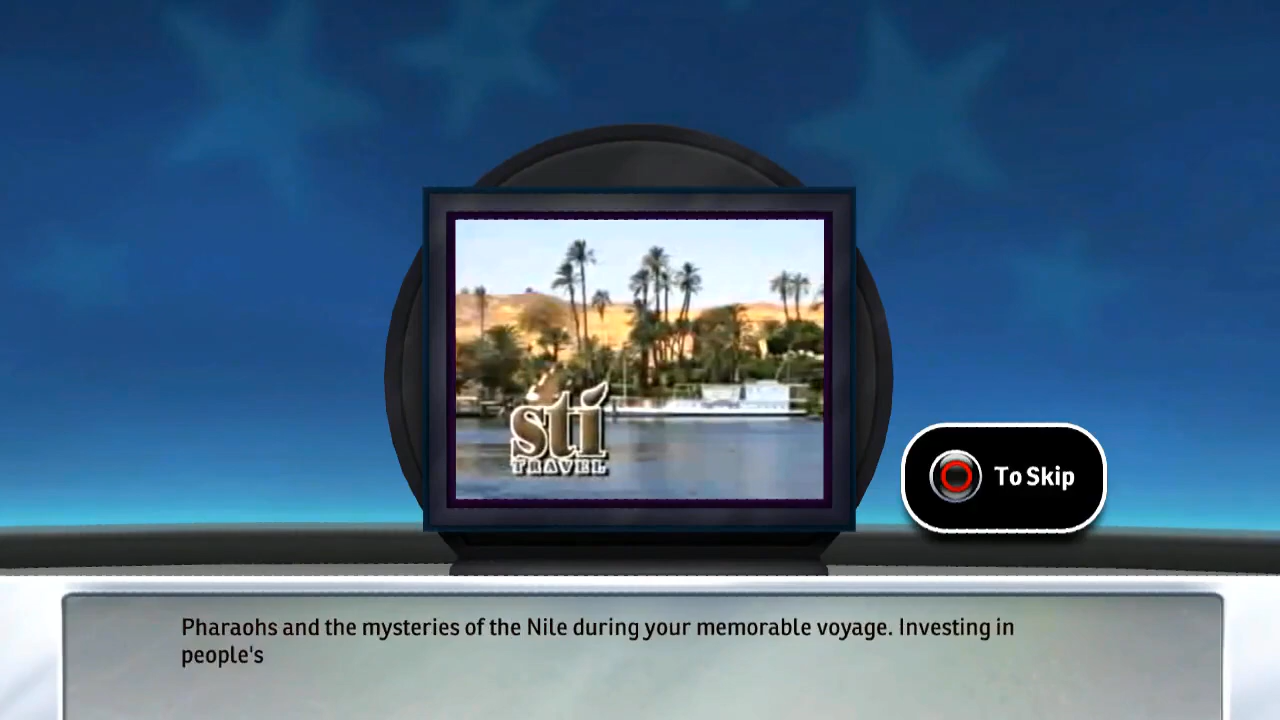 sti
TRAVEL
To Skip
Pharaohs and the mysteries of the Nile during your memorable voyage. Investing in
people's